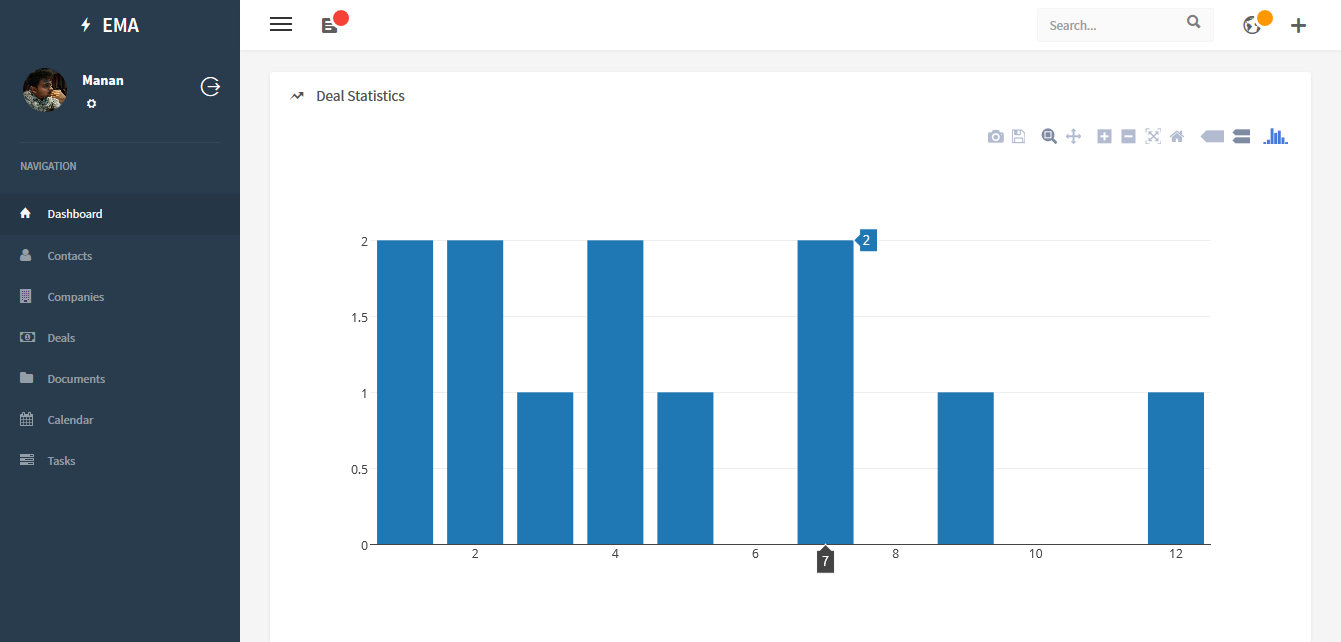 EMA
Search...
Manan
Deal Statistics
NAVIGATION
Dashboard
Contacts
Companies
Deals
Documents
Calendar
Tasks
2
2
1.5
1
0.5
0
2
4
6
8
10
12
7